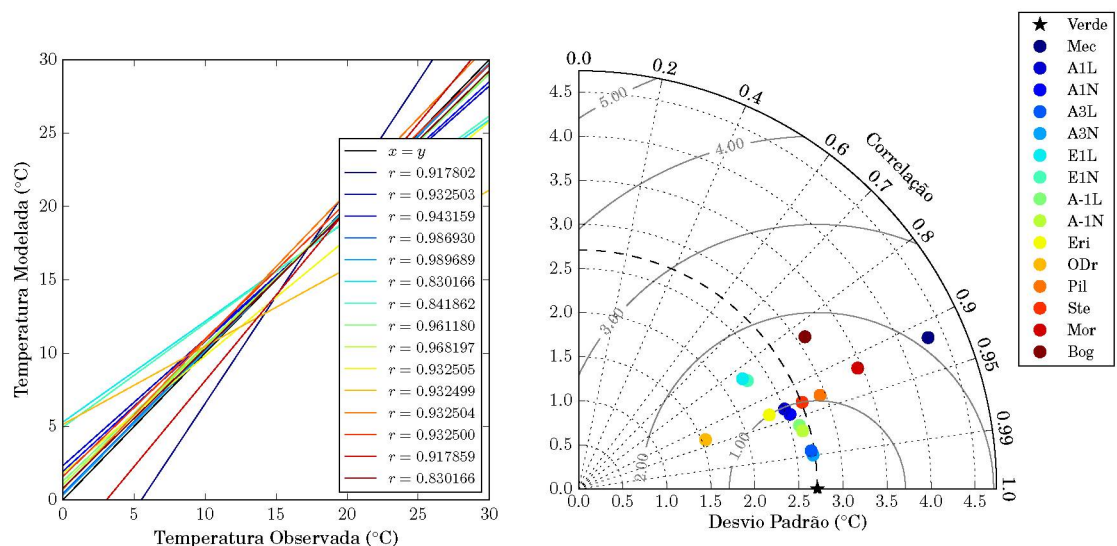 30
25
20
15
10
5
0
0
5
10
15
20
25
30
Temperatura Modelada (°C)
Temperatura Observada (°C)
x = y
r = 0.917802
r = 0.932503
r = 0.943159
r = 0.986930
r = 0.989689
r = 0.830166
r = 0.841862
r = 0.961180
r = 0.968197
r = 0.932505
r = 0.932499
r = 0.932504
r = 0.932500
r = 0.917859
r = 0.830166
0.0
0.2
0.4
0.6
0.7
0.8
0.9
0.95
0.99
1.0
Correlação
4.5
4.0
3.5
3.0
2.5
2.0
1.5
1.0
0.5
0.0
0.0
0.5
1.0
1.5
2.0
2.5
3.0
3.5
4.0
4.5
Desvio Padrão (°C)
5.00
4.00
3.00
2.00
1.00
Verde
Mec
A1L
A1N
A3L
A3N
E1L
E1N
A-1L
A-1N
Eri
ODr
Pil
Ste
Mor
Bog